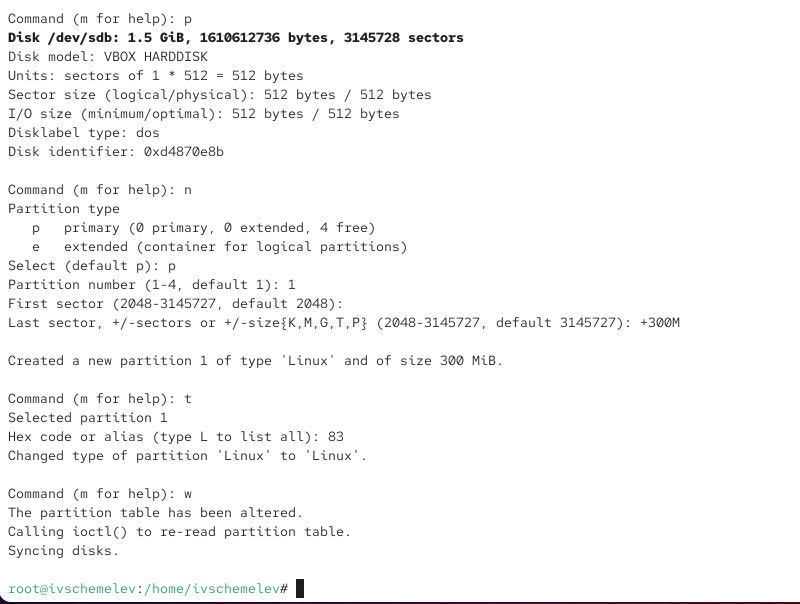 Command (m for help): p
Disk /dev/sdb: 1.5 GiB, 1610612736 bytes, 3145728 sectors
Disk model: VBOX HARDDISK
Units: sectors of 1 * 512 = 512 bytes
Sector size (logical/physical): 512 bytes / 512 bytes
I/O size (minimum/optimal): 512 bytes / 512 bytes
Disklabel type: dos
Disk identifier: 0xd4870e8b

Command (m for help): n
Partition type
   p   primary (0 primary, 0 extended, 4 free)
   e   extended (container for logical partitions)
Select (default p): p
Partition number (1-4, default 1): 1
First sector (2048-3145727, default 2048):
Last sector, +/-sectors or +/-size{K,M,G,T,P} (2048-3145727, default 3145727): +300M

Created a new partition 1 of type 'Linux' and of size 300 MiB.

Command (m for help): t
Selected partition 1
Hex code or alias (type L to list all): 83
Changed type of partition 'Linux' to 'Linux'.

Command (m for help): w
The partition table has been altered.
Calling ioctl() to re-read partition table.
Syncing disks.

root@ivschemelev:/home/ivschemelev#